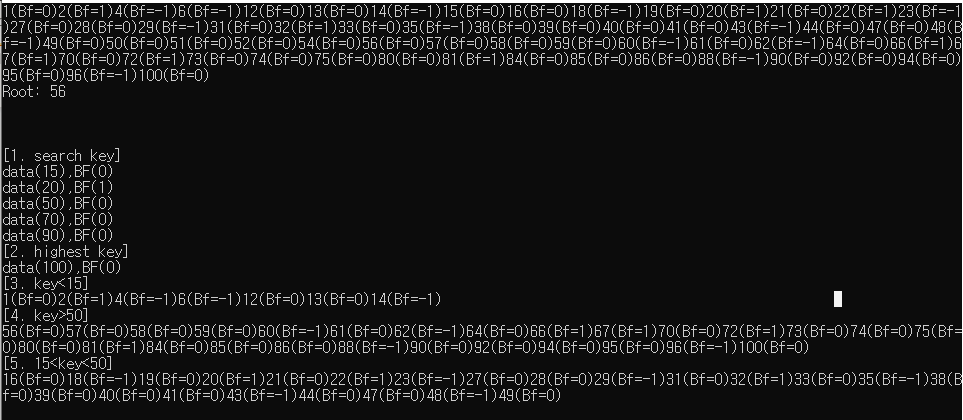 1(Bf=0)2(Bf=1)4(Bf=-1)6(Bf=-1)12(Bf=0)13(Bf=0)14(Bf=-1)15(Bf=0)16(Bf=0)18(Bf=-1)19(Bf=0)20(Bf=1)21(Bf=0)22(Bf=1)23(Bf=-1
)27(Bf=0)28(Bf=0)29(Bf=-1)31(Bf=0)32(Bf=1)33(Bf=0)35(Bf=-1)38(Bf=0)39(Bf=0)40(Bf=0)41(Bf=0)43(Bf=-1)44(Bf=0)47(Bf=0)48(B
f=-1)49(Bf=0)50(Bf=0)51(Bf=0)52(Bf=0)54(Bf=0)56(Bf=0)57(Bf=0)58(Bf=0)59(Bf=0)60(Bf=-1)61(Bf=0)62(Bf=-1)64(Bf=0)66(Bf=1)6
7(Bf=1)70(Bf=0)72(Bf=1)73(Bf=0)74(Bf=0)75(Bf=0)80(Bf=0)81(Bf=1)84(Bf=0)85(Bf=0)86(Bf=0)88(Bf=-1)90(Bf=0)92(Bf=0)94(Bf=0)
95(Bf=0)96(Bf=-1)100(Bf=0)
Root: 56
[1. search key]
data(15),BF(0)
data(20),BF(1)
data(50),BF(0)
data(70),BF(0)
data(90),BF(0)
[2. highest key]
data(100),BF(0)
[3. key<15]
1(Bf=0)2(Bf=1)4(Bf=-1)6(Bf=-1)12(Bf=0)13(Bf=0)14(Bf=-1)
[4. key>50]
56(Bf=0)57(Bf=0)58(Bf=0)59(Bf=0)60(Bf=-1)61(Bf=0)62(Bf=-1)64(Bf=0)66(Bf=1)67(Bf=1)70(Bf=0)72(Bf=1)73(Bf=0)74(Bf=0)75(Bf=
0)80(Bf=0)81(Bf=1)84(Bf=0)85(Bf=0)86(Bf=0)88(Bf=-1)90(Bf=0)92(Bf=0)94(Bf=0)95(Bf=0)96(Bf=-1)100(Bf=0)
[5. 15<key<50]
16(Bf=0)18(Bf=-1)19(Bf=0)20(Bf=1)21(Bf=0)22(Bf=1)23(Bf=-1)27(Bf=0)28(Bf=0)29(Bf=-1)31(Bf=0)32(Bf=1)33(Bf=0)35(Bf=-1)38(B
f=0)39(Bf=0)40(Bf=0)41(Bf=0)43(Bf=-1)44(Bf=0)47(Bf=0)48(Bf=-1)49(Bf=0)